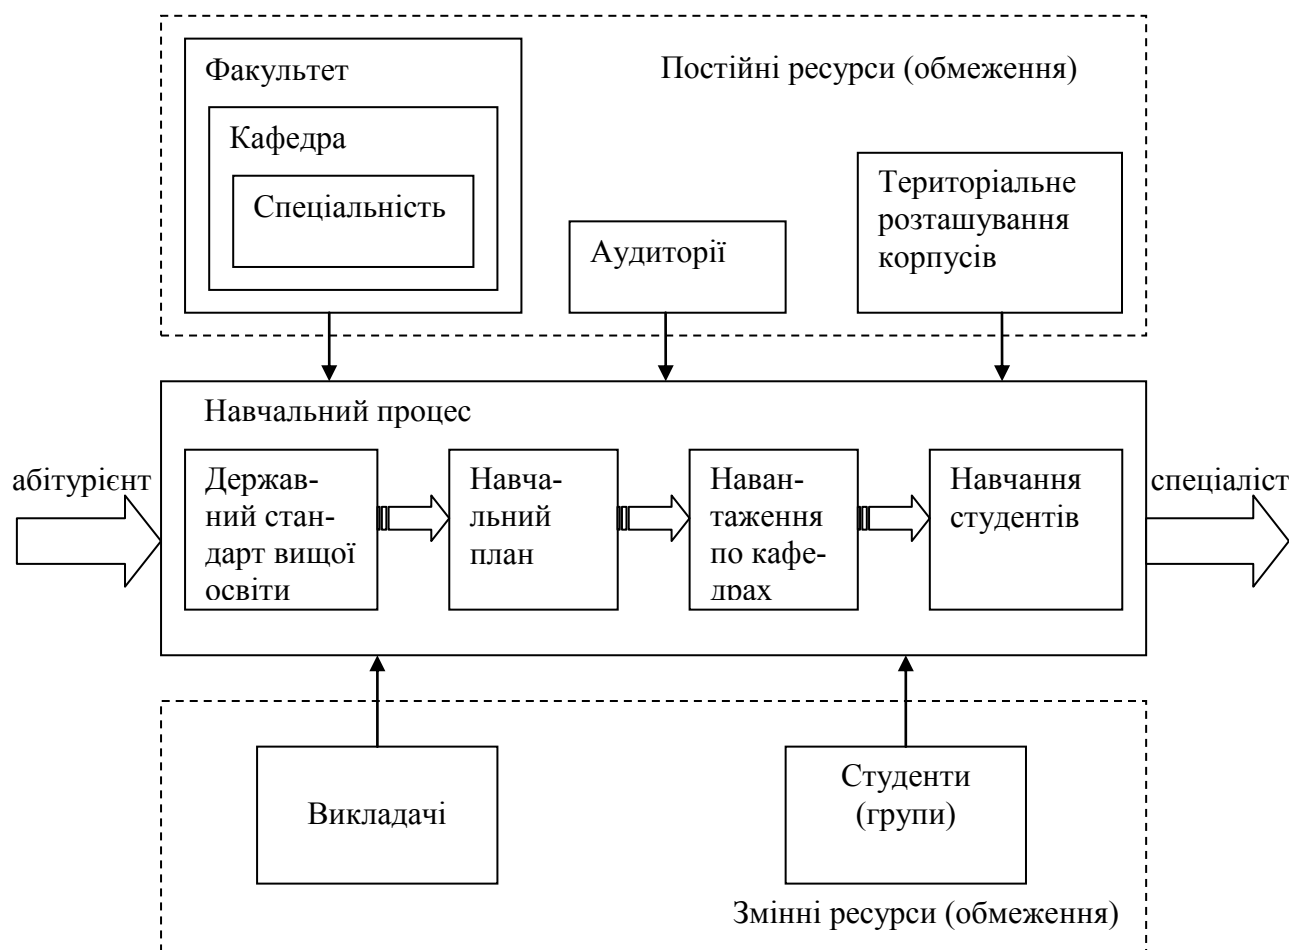 Факультет
Постійні ресурси (обмеження)
Кафедра
Спеціальність
Аудиторії
Територіальне
розташування
корпусів
Навчальний процес
абітурієнт
Держав-
ний стан-
дарт вищої
освіти
Навча-
льний
план
Наван-
таження
по кафе-
драх
Навчання
студентів
спеціаліст
Викладачі
Студенти
(групи)
Змінні ресурси (обмеження)